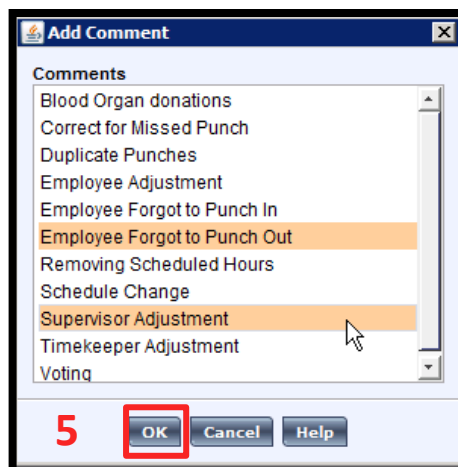 Add Comment
Comments
Blood Organ donations
Correct for Missed Punch
Duplicate Punches
Employee Adjustment
Employee Forgot to Punch In
Employee Forgot to Punch Out
Removing Scheduled Hours
Schedule Change
Supervisor Adjustment
Timekeeper Adjustment
Voting
5 OK Cancel Help